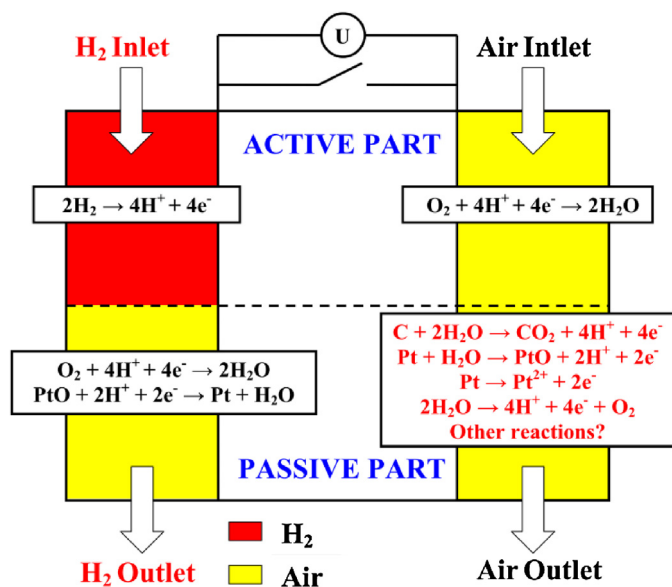 U
H₂ Inlet
Air Intlet
ACTIVE PART
2H₂ → 4H⁺ + 4e⁻
O₂ + 4H⁺ + 4e⁻ → 2H₂O
C + 2H₂O → CO₂ + 4H⁺ + 4e⁻
Pt + H₂O → PtO + 2H⁺ + 2e⁻
Pt → Pt²⁺ + 2e⁻
2H₂O → 4H⁺ + 4e⁻ + O₂
Other reactions?
O₂ + 4H⁺ + 4e⁻ → 2H₂O
PtO + 2H⁺ + 2e⁻ → Pt + H₂O
PASSIVE PART
H₂
Air
H₂ Outlet
Air Outlet